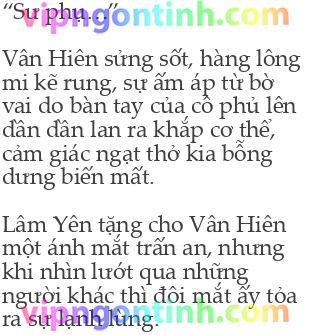 “Sư phụ...”
vipngontinh.com
Vân Hiên sửng sốt, hàng lông
mi kẽ rung, sự ấm áp từ bờ
vai do bàn tay của cô phủ lên
dần dần lan ra khắp cơ thể,
cảm giác ngạt thở kia bỗng
dưng biến mất.
Lâm Yên tặng cho Vân Hiên
một ánh mắt trấn an, nhưng
khi nhìn lướt qua những
người khác thì đôi mắt ấy tỏa
ra sự lạnh lùng.
vipngontinh.com